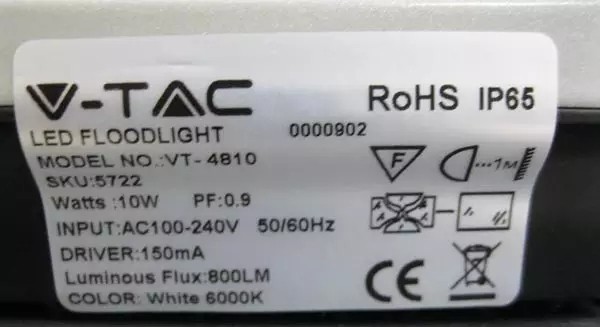 V-TAC RoHS IP65
LED FLOODLIGHT 0000902
MODEL NO.:VT- 4810
SKU:5722
Watts :10W PF:0.9
INPUT:AC100-240V 50/60Hz
DRIVER:150mA
Luminous Flux:800LM
COLOR: White 6000K
F
...1M
CE